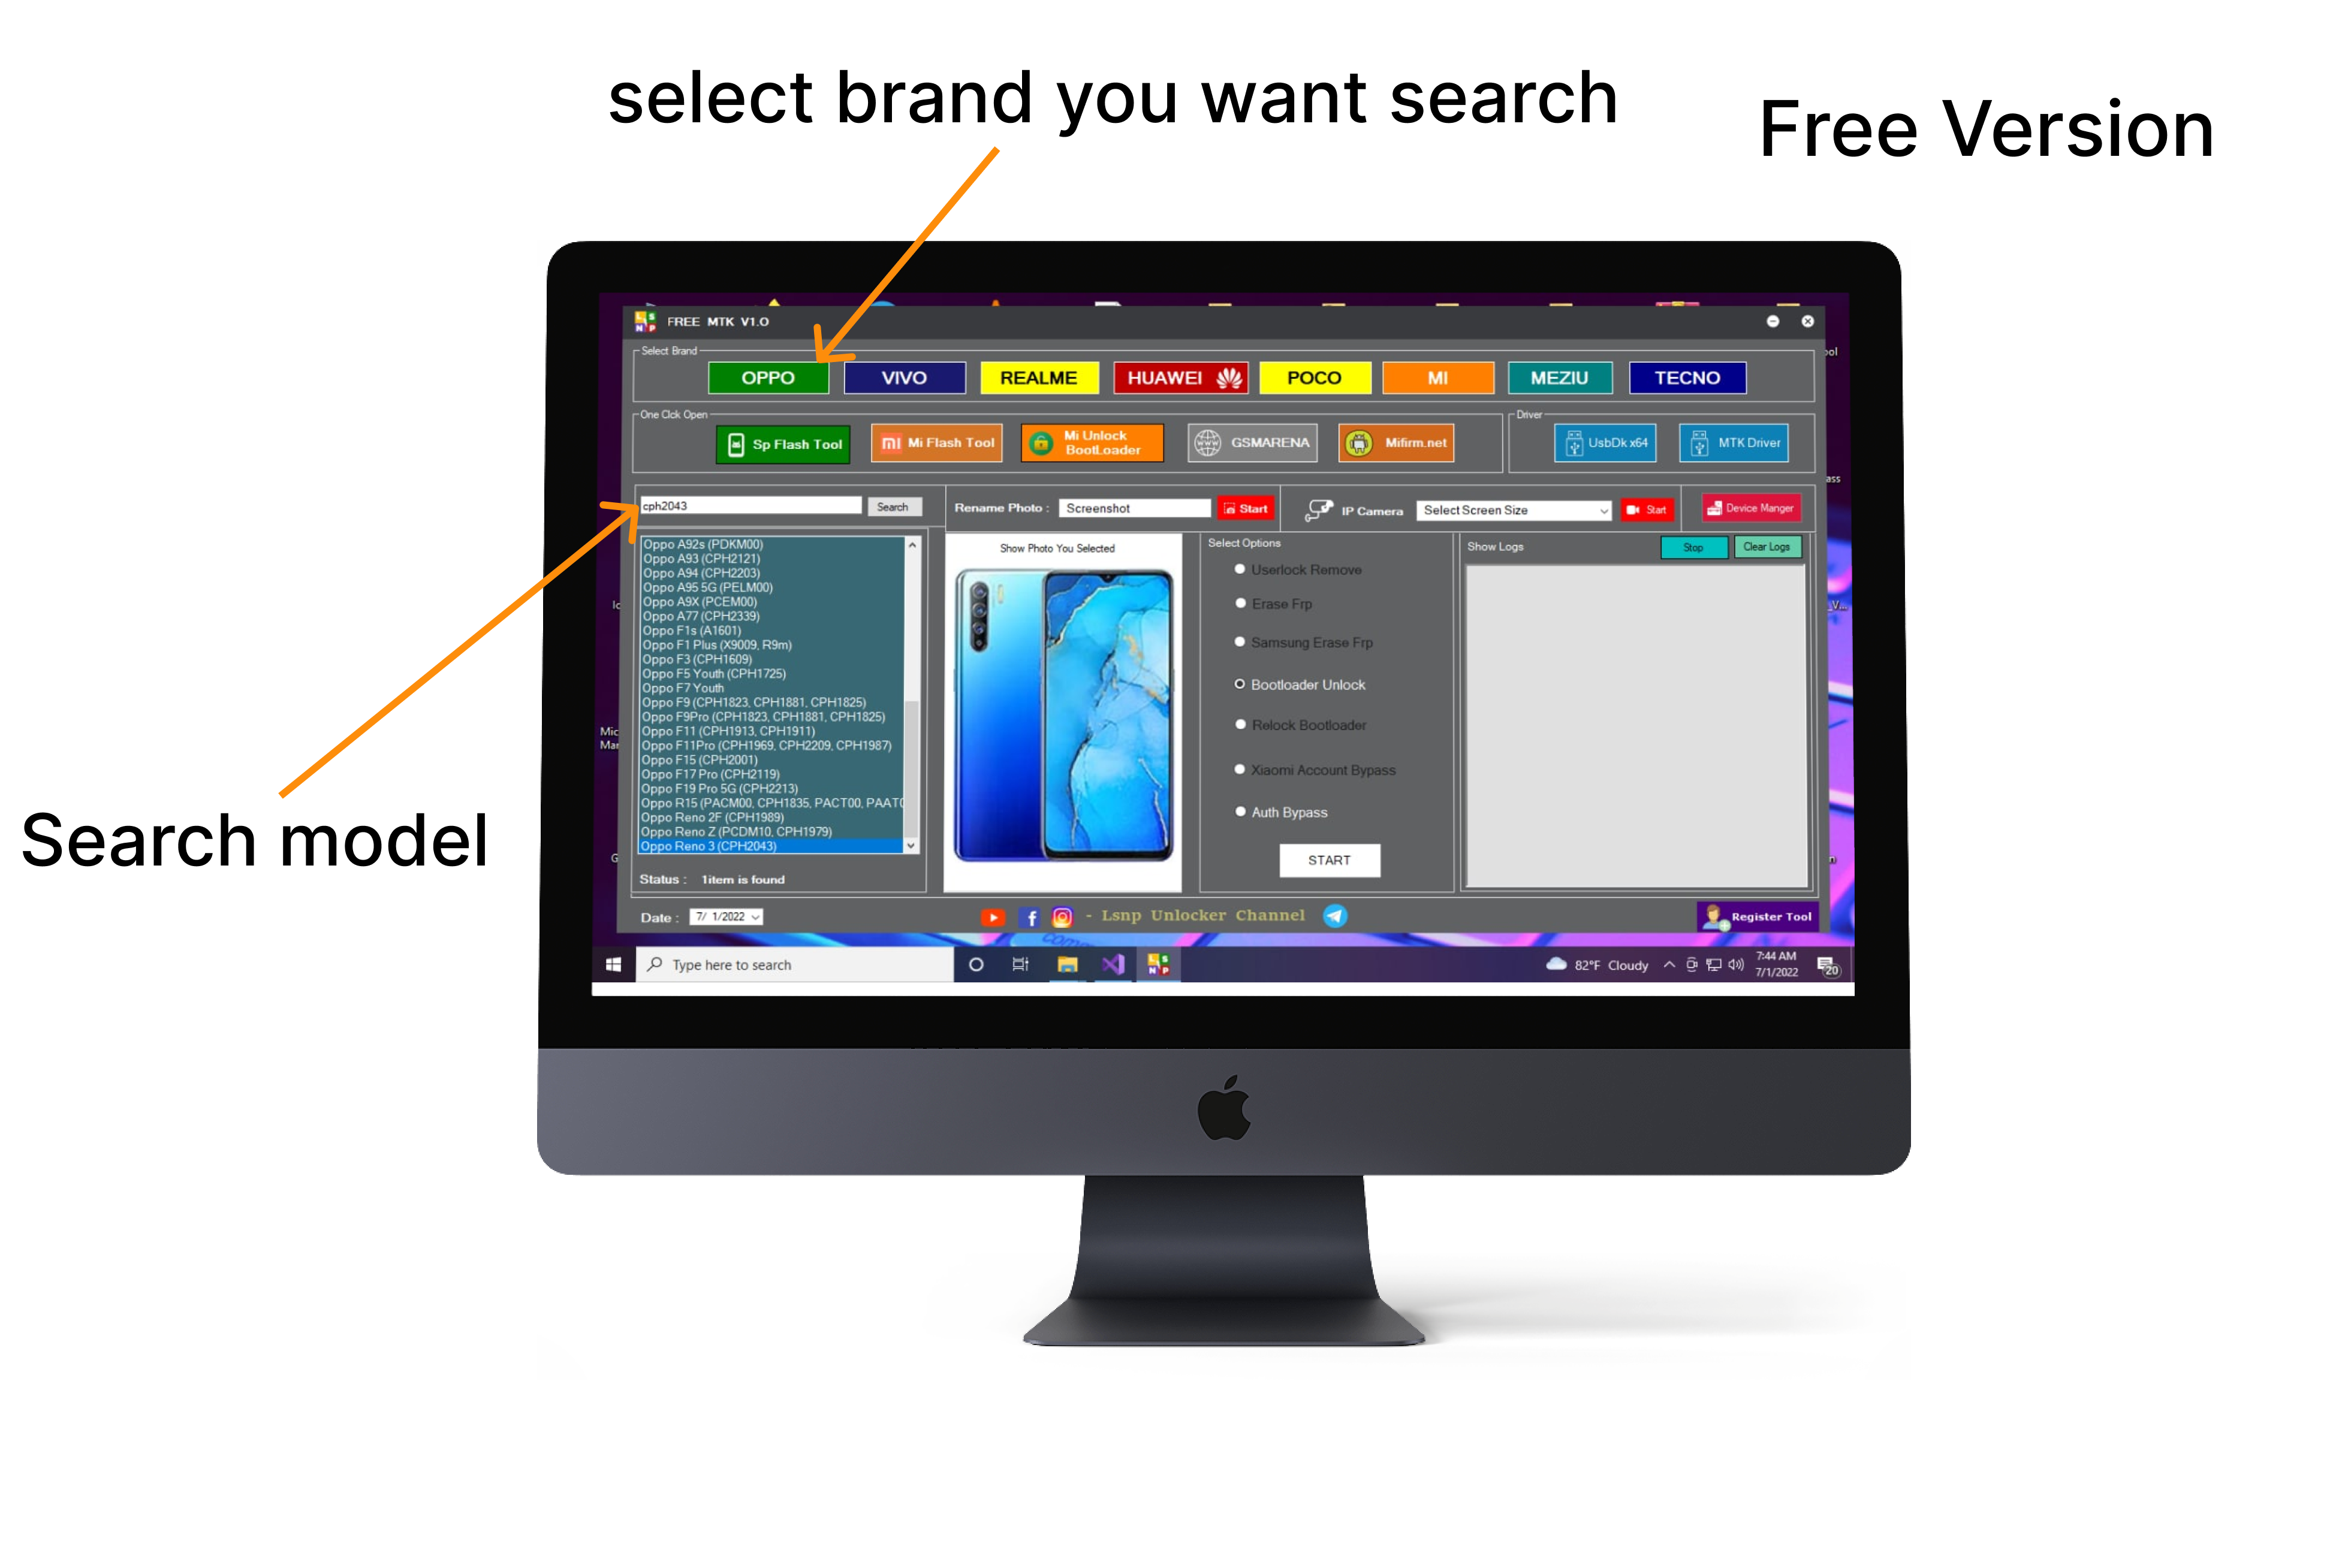 select brand you want search
Free Version
FREE MTK V1.O
Select Brand
OPPO
VIVO
REALME
HUAWEI
POCO
MI
MEZIU
TECNO
One Clck Open
Sp Flash Tool
Mi Flash Tool
Mi Unlock
BootLoader
GSMARENA
Mifirm.net
Driver
UsbDk x64
MTK Driver
cph2043
Search
Rename Photo :
Screenshot
Start
IP Camera
Select Screen Size
Start
Device Manger
Oppo A92s (PDKM00)
Oppo A93 (CPH2121)
Oppo A94 (CPH2203)
Oppo A95 5G (PELM00)
Oppo A9X (PCEM00)
Oppo A77 (CPH2339)
Oppo F1s (A1601)
Oppo F1 Plus (X9009, R9m)
Oppo F3 (CPH1609)
Oppo F5 Youth (CPH1725)
Oppo F7 Youth
Oppo F9 (CPH1823, CPH1881, CPH1825)
Oppo F9Pro (CPH1823, CPH1881, CPH1825)
Oppo F11 (CPH1913, CPH1911)
Oppo F11Pro (CPH1969, CPH2209, CPH1987)
Oppo F15 (CPH2001)
Oppo F17 Pro (CPH2119)
Oppo F19 Pro 5G (CPH2213)
Oppo R15 (PACM00, CPH1835, PACT00, PAAT0
Oppo Reno 2F (CPH1989)
Oppo Reno Z (PCDM10, CPH1979)
Oppo Reno 3 (CPH2043)
Status : 1item is found
Show Photo You Selected
Select Options
Userlock Remove
Erase Frp
Samsung Erase Frp
Bootloader Unlock
Relock Bootloader
Xiaomi Account Bypass
Auth Bypass
START
Show Logs
Stop
Clear Logs
Search model
Date : 7/ 1/2022
- Lsnp Unlocker Channel
Register Tool
Type here to search
82°F Cloudy
7:44 AM
7/1/2022
20